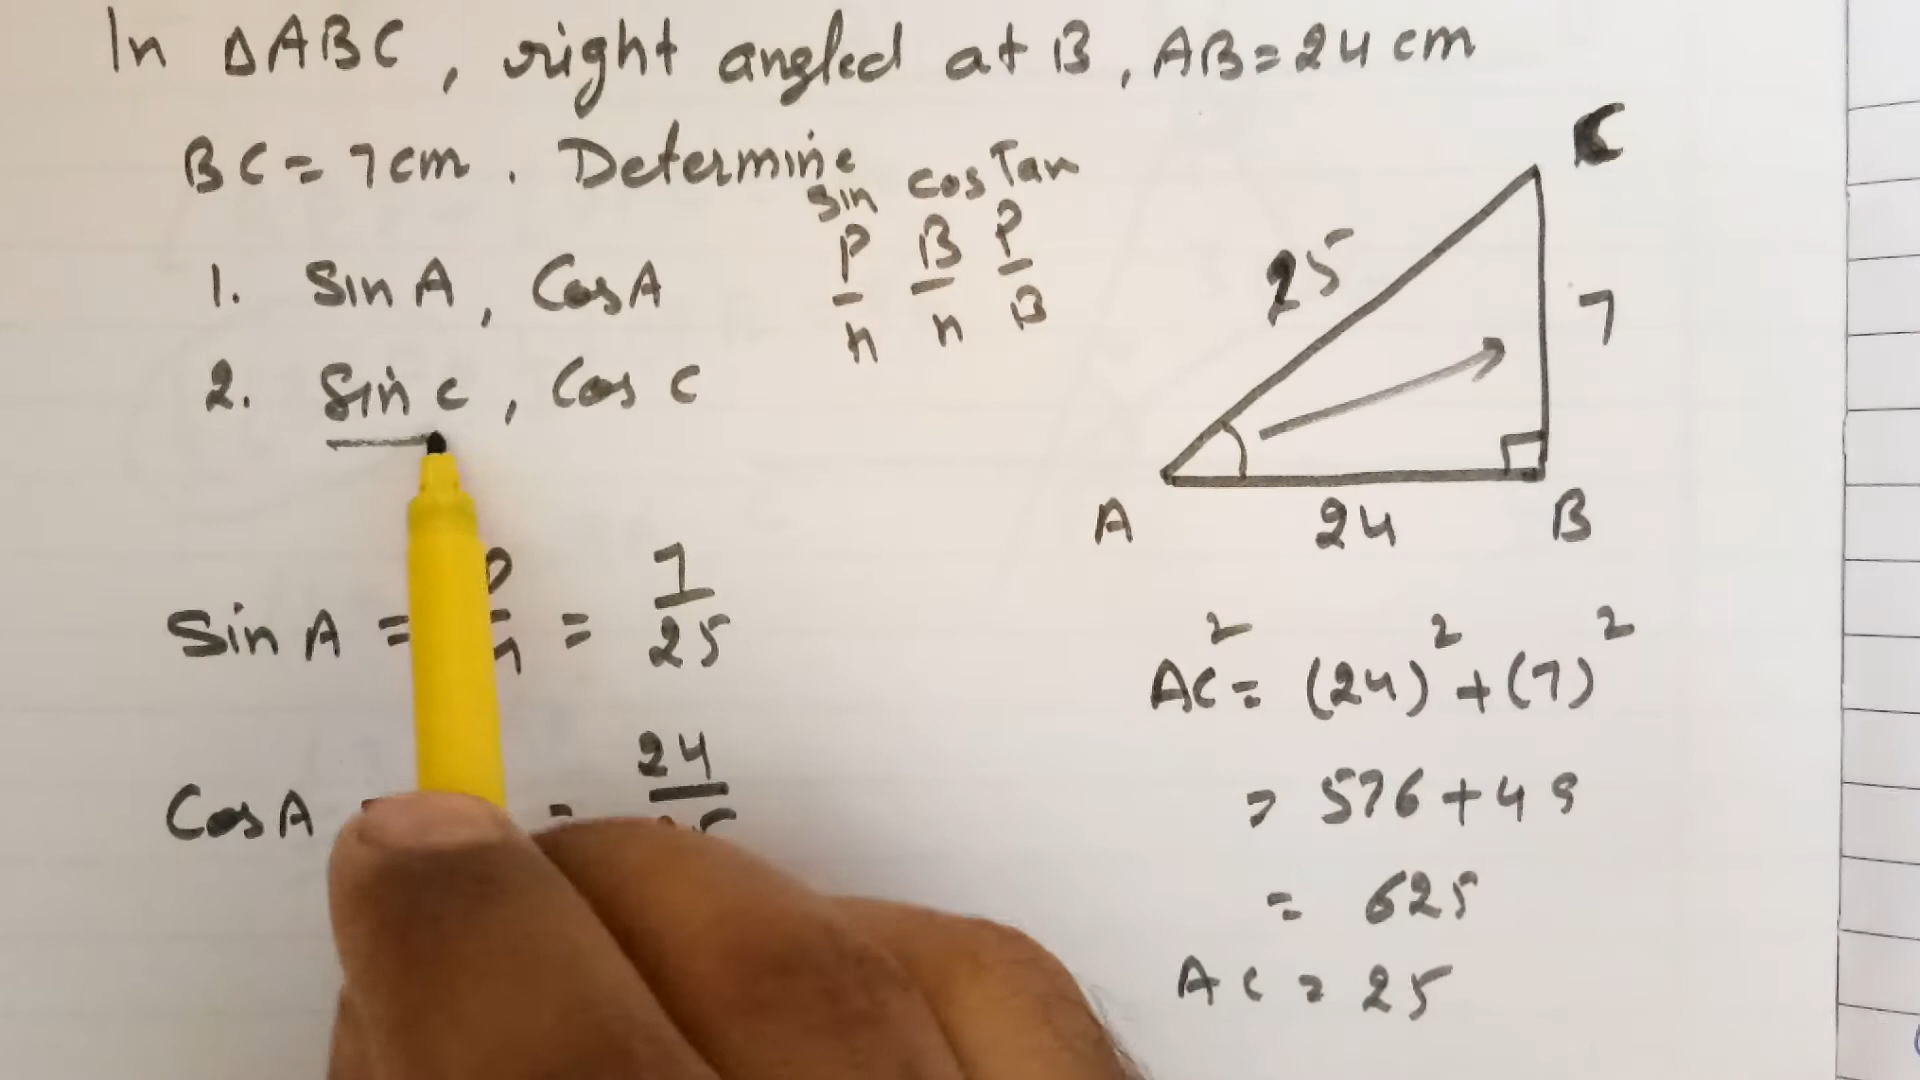 In ΔABC, right angled at B, AB=24 cm
BC = 7cm. Determine
1. Sin A, Cos A
2. Sin C, Cos C
Sin Cos Tan
P/h B/h P/B
C
25
7
A 24 B
Sin A = = 7/25
Cos A = 24/
AC² = (24)² + (7)²
= 576 + 49
= 625
AC = 25